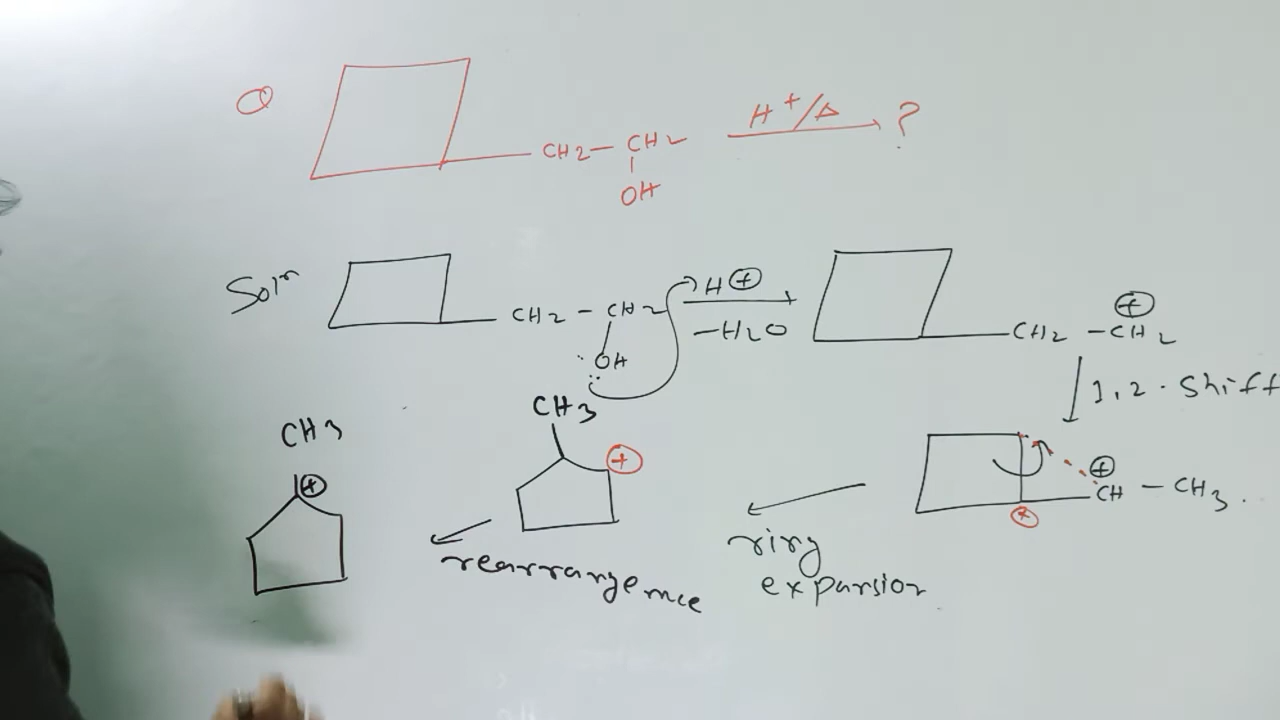 Q
CH2 - CH2
OH
H+/Δ
?
Soln
CH2 - CH2
OH
H⊕
-H2O
⊕
CH2 - CH2
1,2 - Shift
⊕
CH - CH3
⊕
ring
expansion
CH3
⊕
rearrangemce
CH3
⊕